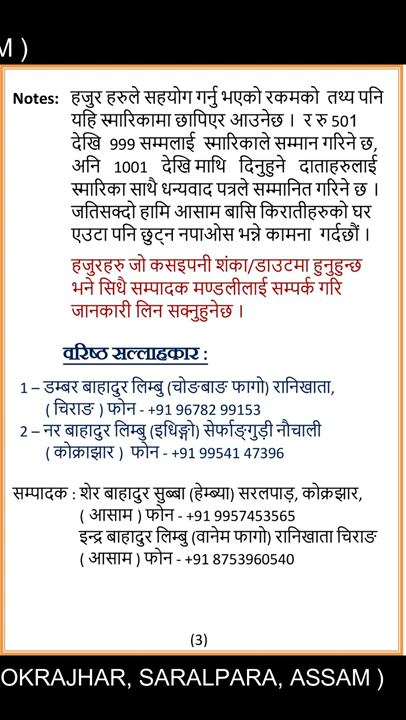 M )
Notes: हजुर हरुले सहयोग गर्नु भएको रकमको तथ्य पनि
यहि स्मारिकामा छापिएर आउनेछ । र रु 501
देखि 999 सम्मलाई स्मारिकाले सम्मान गरिने छ,
अनि 1001 देखि माथि दिनुहुने दाताहरुलाई
स्मारिका साथै धन्यवाद पत्रले सम्मानित गरिने छ ।
जतिसक्दो हामि आसाम बासि किरातीहरुको घर
एउटा पनि छुट्न नपाओस भन्ने कामना गर्दछौं ।
हजुरहरु जो कसइपनी शंका/डाउटमा हुनुहुन्छ
भने सिधै सम्पादक मण्डलीलाई सम्पर्क गरि
जानकारी लिन सक्नुहुनेछ ।
वरिष्ठ सल्लाहकार :
1 – डम्बर बाहादुर लिम्बु (चोङबाङ फागो) रानिखाता,
( चिराङ ) फोन - +91 96782 99153
2 – नर बाहादुर लिम्बु (इधिङ्गो) सेर्फाङ्गुड़ी नौचाली
( कोक्राझार ) फोन - +91 99541 47396
सम्पादक : शेर बाहादुर सुब्बा (हेम्ब्या) सरलपाड़, कोक्रझार,
( आसाम ) फोन - +91 9957453565
इन्द्र बाहादुर लिम्बु (वानेम फागो) रानिखाता चिराङ
( आसाम ) फोन - +91 8753960540
(3)
OKRAJHAR, SARALPARA, ASSAM )